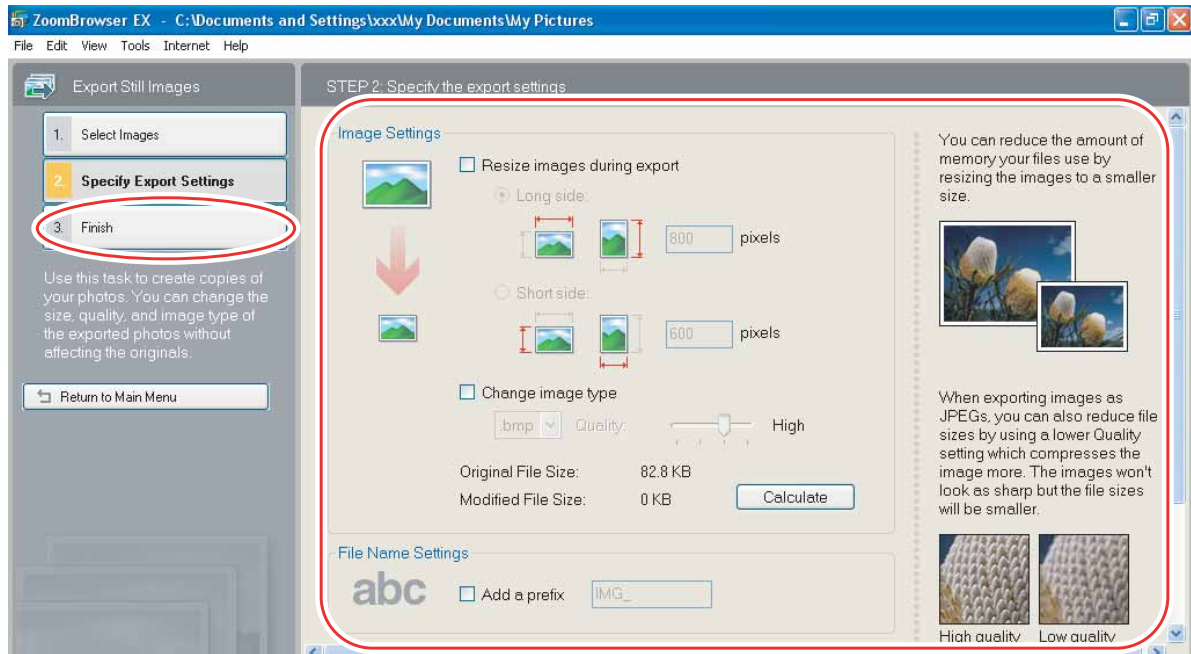 ZoomBrowser EX - C:\Documents and Settings\xxx\My Documents\My Pictures
File Edit View Tools Internet Help
Export Still Images
1. Select Images
2. Specify Export Settings
3. Finish
Use this task to create copies of
your photos. You can change the
size, quality, and image type of
the exported photos without
affecting the originals.
Return to Main Menu
STEP 2: Specify the export settings
Image Settings
Resize images during export
Long side:
800 pixels
Short side:
600 pixels
Change image type
bmp Quality: High
Original File Size: 82.8 KB
Modified File Size: 0 KB
Calculate
File Name Settings
abc
Add a prefix IMG_
You can reduce the amount of
memory your files use by
resizing the images to a smaller
size.
When exporting images as
JPEGs, you can also reduce file
sizes by using a lower Quality
setting which compresses the
image more. The images won't
look as sharp but the file sizes
will be smaller.
High quality Low quality